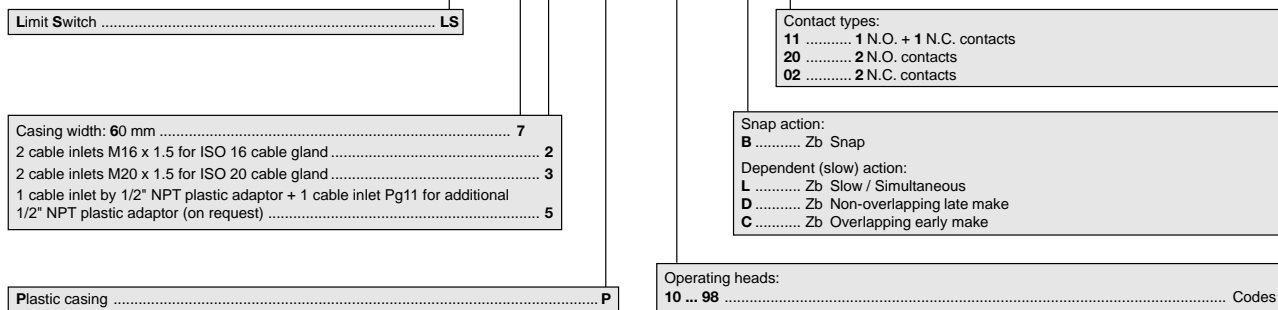 Limit Switch ........................................................................ LS
Casing width: 60 mm ........................................................................ 7
2 cable inlets M16 x 1.5 for ISO 16 cable gland ............................................ 2
2 cable inlets M20 x 1.5 for ISO 20 cable gland ............................................ 3
1 cable inlet by 1/2" NPT plastic adaptor + 1 cable inlet Pg11 for additional
1/2" NPT plastic adaptor (on request) ........................................................ 5
Plastic casing ........................................................................ P
Contact types:
11 ........... 1 N.O. + 1 N.C. contacts
20 ........... 2 N.O. contacts
02 ........... 2 N.C. contacts
Snap action:
B ........... Zb Snap
Dependent (slow) action:
L ........... Zb Slow / Simultaneous
D ........... Zb Non-overlapping late make
C ........... Zb Overlapping early make
Operating heads:
10 ... 98 ........................................................................ Codes